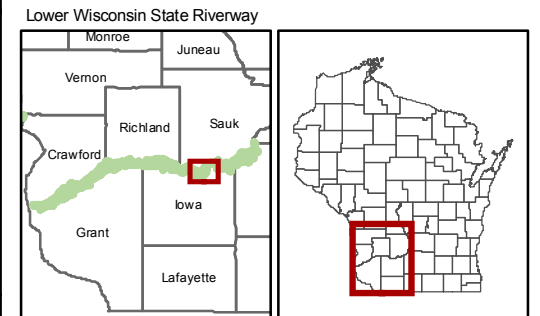 Lower Wisconsin State Riverway
Monroe
Juneau
Vernon
Richland
Sauk
Crawford
Iowa
Grant
Lafayette